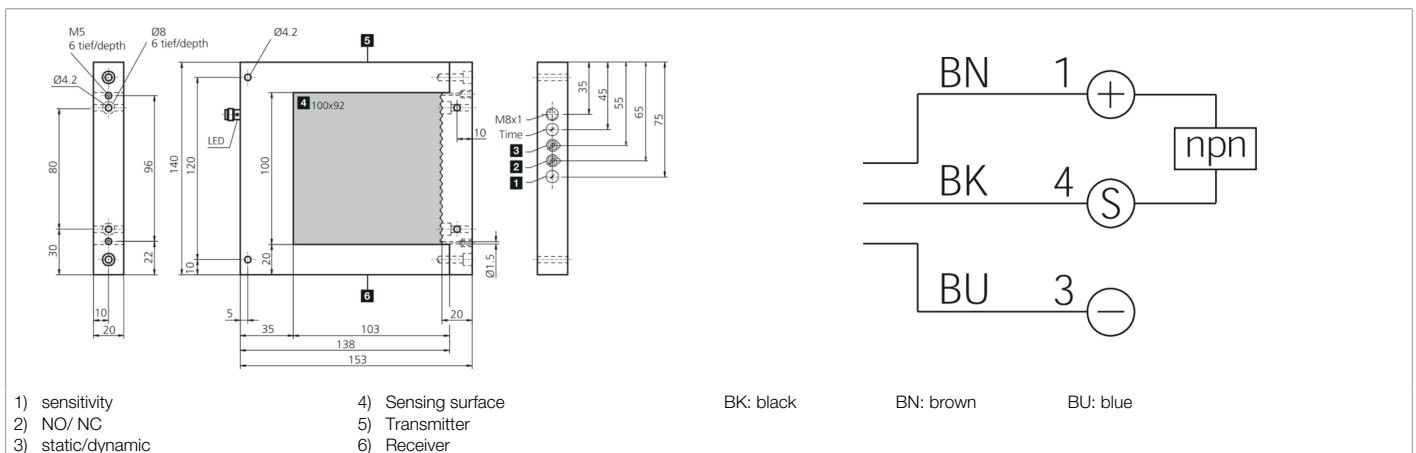 M5
6 tief/depth
Ø8
6 tief/depth
Ø4.2
5
Ø4.2
4 100x92
LED
80
30
96
22
10
20
140
120
100
10
20
5
35
103
138
153
20
10
Ø1.5
6
35
45
55
65
75
M8x1
Time
3
2
1
BN 1 +
npn
BK 4 S
BU 3 −
1) sensitivity
2) NO/ NC
3) static/dynamic
4) Sensing surface
5) Transmitter
6) Receiver
BK: black BN: brown BU: blue